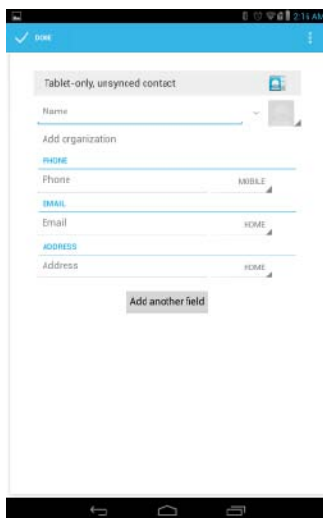 2:16 AM
DONE
Tablet-only, unsynced contact
Name
Add organization
PHONE
Phone MOBILE
EMAIL
Email HOME
ADDRESS
Address HOME
Add another field